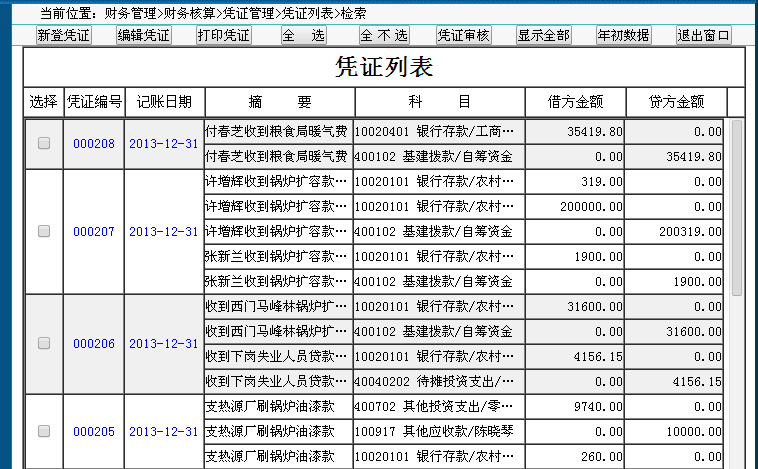 当前位置: 财务管理>财务核算>凭证管理>凭证列表>检索
新登凭证 编辑凭证 打印凭证 全 选 全 不 选 凭证审核 显示全部 年初数据 退出窗口
凭证列表
选择 凭证编号 记账日期 摘 要 科 目 借方金额 贷方金额
000208 2013-12-31 付春芝收到粮食局暖气费 10020401 银行存款/工商… 35419.80 0.00
付春芝收到粮食局暖气费 400102 基建拨款/自筹资金 0.00 35419.80
000207 2013-12-31 许增辉收到锅炉扩容款… 10020101 银行存款/农村… 319.00 0.00
许增辉收到锅炉扩容款… 10020101 银行存款/农村… 200000.00 0.00
许增辉收到锅炉扩容款… 400102 基建拨款/自筹资金 0.00 200319.00
张新兰收到锅炉扩容款… 10020101 银行存款/农村… 1900.00 0.00
张新兰收到锅炉扩容款… 400102 基建拨款/自筹资金 0.00 1900.00
000206 2013-12-31 收到西门马峰林锅炉扩… 10020101 银行存款/农村… 31600.00 0.00
收到西门马峰林锅炉扩… 400102 基建拨款/自筹资金 0.00 31600.00
收到下岗失业人员贷款… 10020101 银行存款/农村… 4156.15 0.00
收到下岗失业人员贷款… 40040202 待摊投资支出/… 0.00 4156.15
000205 2013-12-31 支热源厂刷锅炉油漆款 400702 其他投资支出/零… 9740.00 0.00
支热源厂刷锅炉油漆款 100917 其他应收款/陈晓琴 0.00 10000.00
支热源厂刷锅炉油漆款 10020101 银行存款/农村… 260.00 0.00